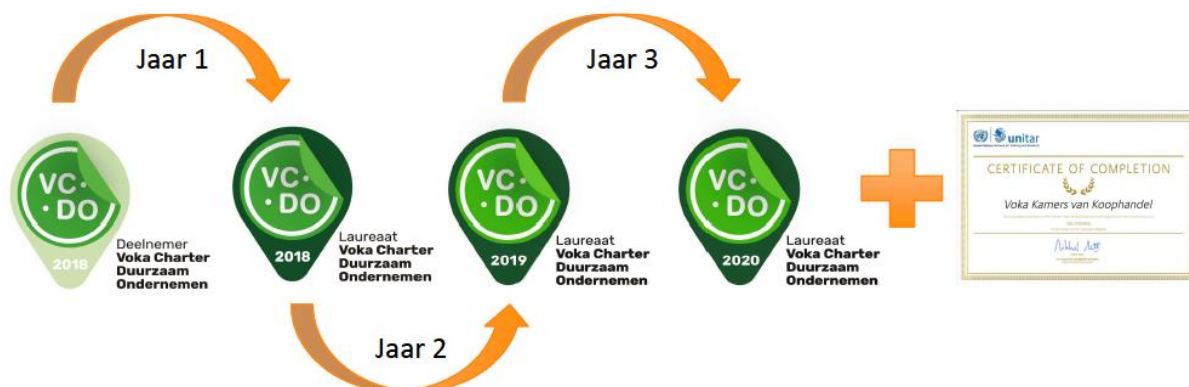 Jaar 1
Jaar 3
VC.
.DO
2018
Deelnemer
Voka Charter
Duurzaam
Ondernemen
VC.
.DO
2018
Laureaat
Voka Charter
Duurzaam
Ondernemen
VC.
.DO
2019
Laureaat
Voka Charter
Duurzaam
Ondernemen
VC.
.DO
2020
Laureaat
Voka Charter
Duurzaam
Ondernemen
unitar
CERTIFICATE OF COMPLETION
Voka Kamers van Koophandel
Jaar 2